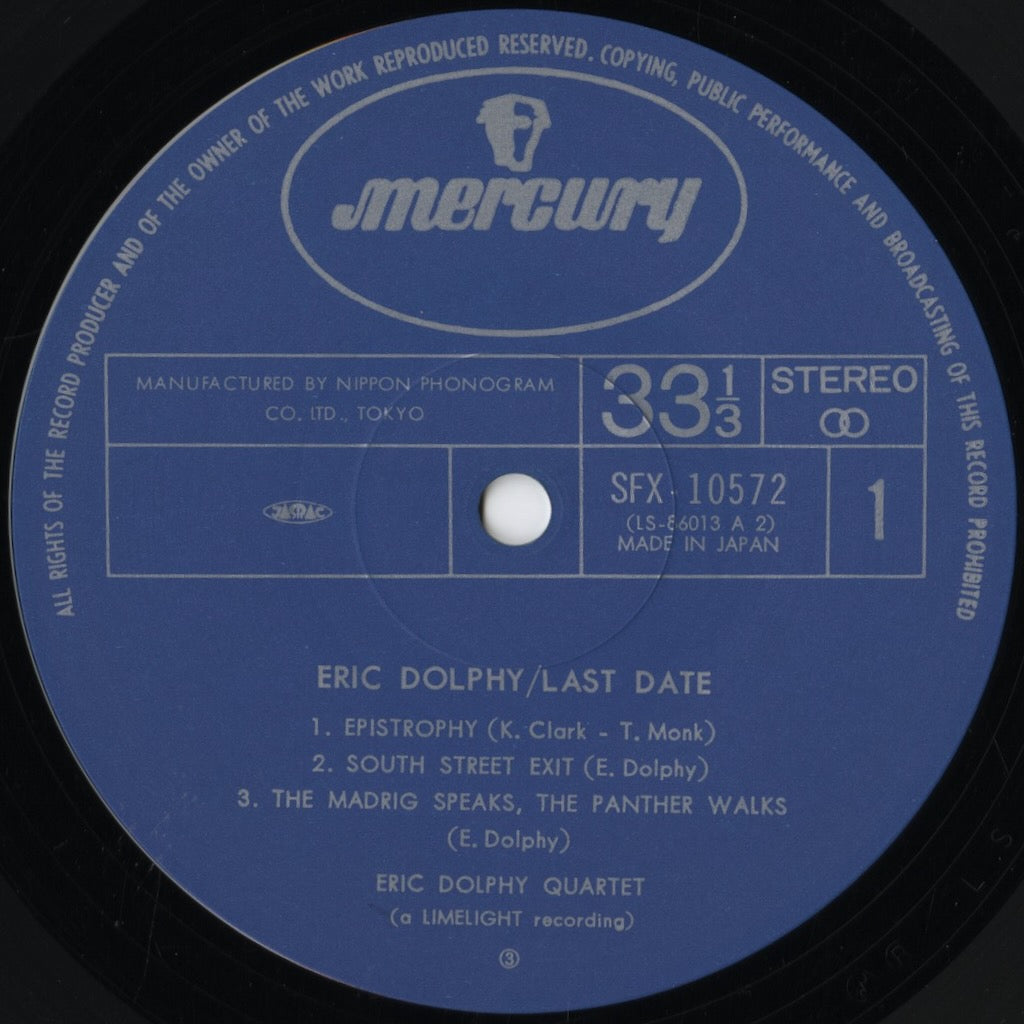 ALL RIGHTS OF THE RECORD PRODUCER AND OF THE OWNER OF THE WORK REPRODUCED RESERVED. COPYING, PUBLIC PERFORMANCE AND BROADCASTING OF THIS RECORD PROHIBITED
mercury
MANUFACTURED BY NIPPON PHONOGRAM
CO. LTD., TOKYO
33 1/3
STEREO
JASRAC
SFX-10572
(LS-86013 A 2)
MADE IN JAPAN
1
ERIC DOLPHY/LAST DATE
1. EPISTROPHY (K. Clark - T. Monk)
2. SOUTH STREET EXIT (E. Dolphy)
3. THE MADRIG SPEAKS, THE PANTHER WALKS
(E. Dolphy)
ERIC DOLPHY QUARTET
(a LIMELIGHT recording)
③